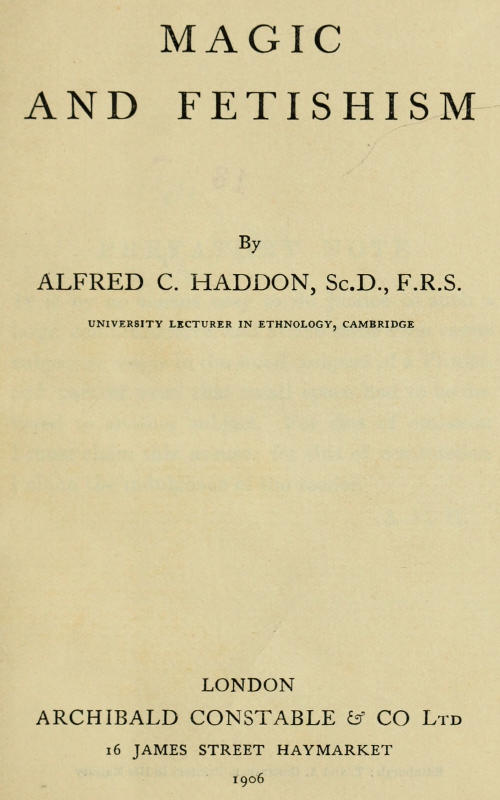 MAGIC
AND FETISHISM
By
ALFRED C. HADDON, Sc.D., F.R.S.
UNIVERSITY LECTURER IN ETHNOLOGY, CAMBRIDGE
LONDON
ARCHIBALD CONSTABLE & CO LTD
16 JAMES STREET HAYMARKET
1906